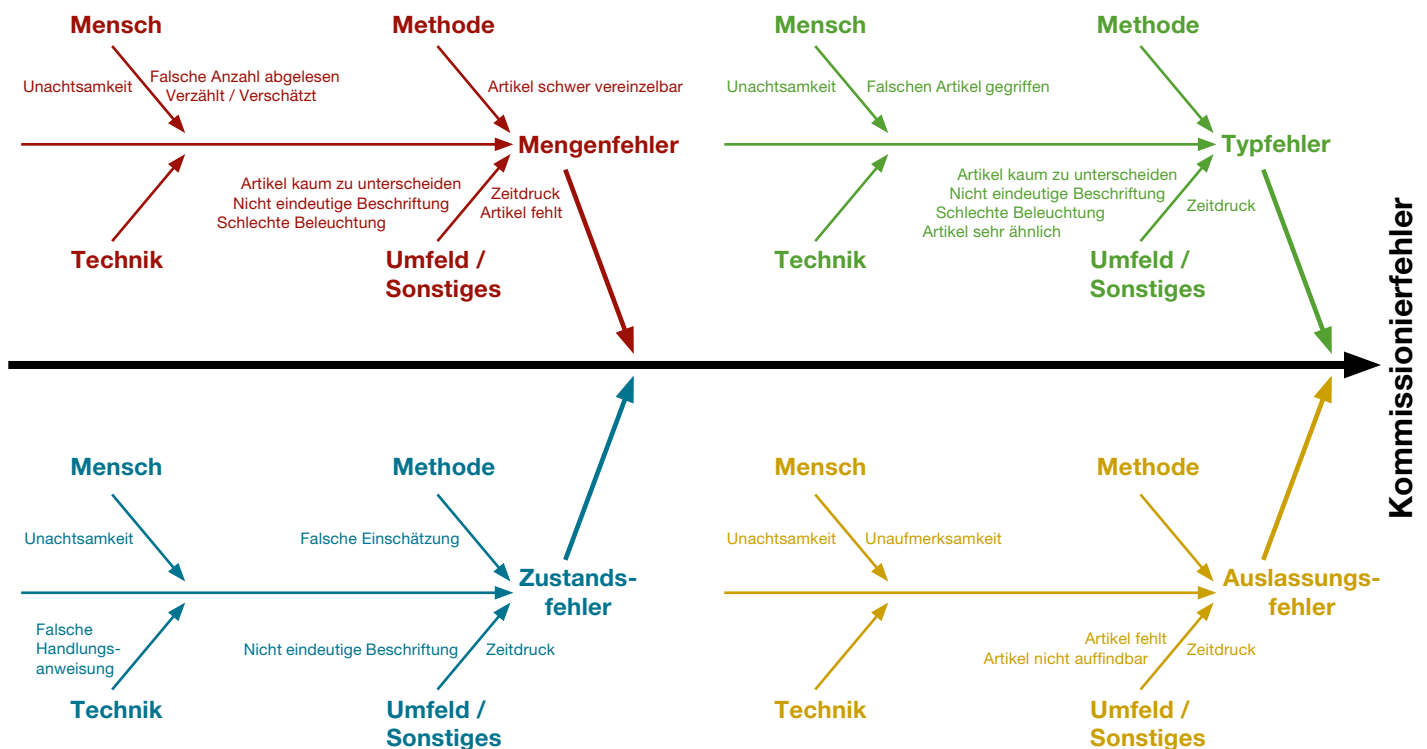 Mensch
Methode
Unachtsamkeit
Falsche Anzahl abgelesen
Verzählt / Verschätzt
Artikel schwer vereinzelbar
Mengenfehler
Artikel kaum zu unterscheiden
Nicht eindeutige Beschriftung
Schlechte Beleuchtung
Zeitdruck
Artikel fehlt
Technik
Umfeld /
Sonstiges
Mensch
Methode
Unachtsamkeit
Falschen Artikel gegriffen
Typfehler
Artikel kaum zu unterscheiden
Nicht eindeutige Beschriftung
Schlechte Beleuchtung
Artikel sehr ähnlich
Zeitdruck
Technik
Umfeld /
Sonstiges
Kommissionierfehler
Mensch
Methode
Unachtsamkeit
Falsche Einschätzung
Zustands-
fehler
Falsche
Handlungs-
anweisung
Nicht eindeutige Beschriftung
Zeitdruck
Technik
Umfeld /
Sonstiges
Mensch
Methode
Unachtsamkeit
Unaufmerksamkeit
Auslassungs-
fehler
Artikel fehlt
Artikel nicht auffindbar
Zeitdruck
Technik
Umfeld /
Sonstiges